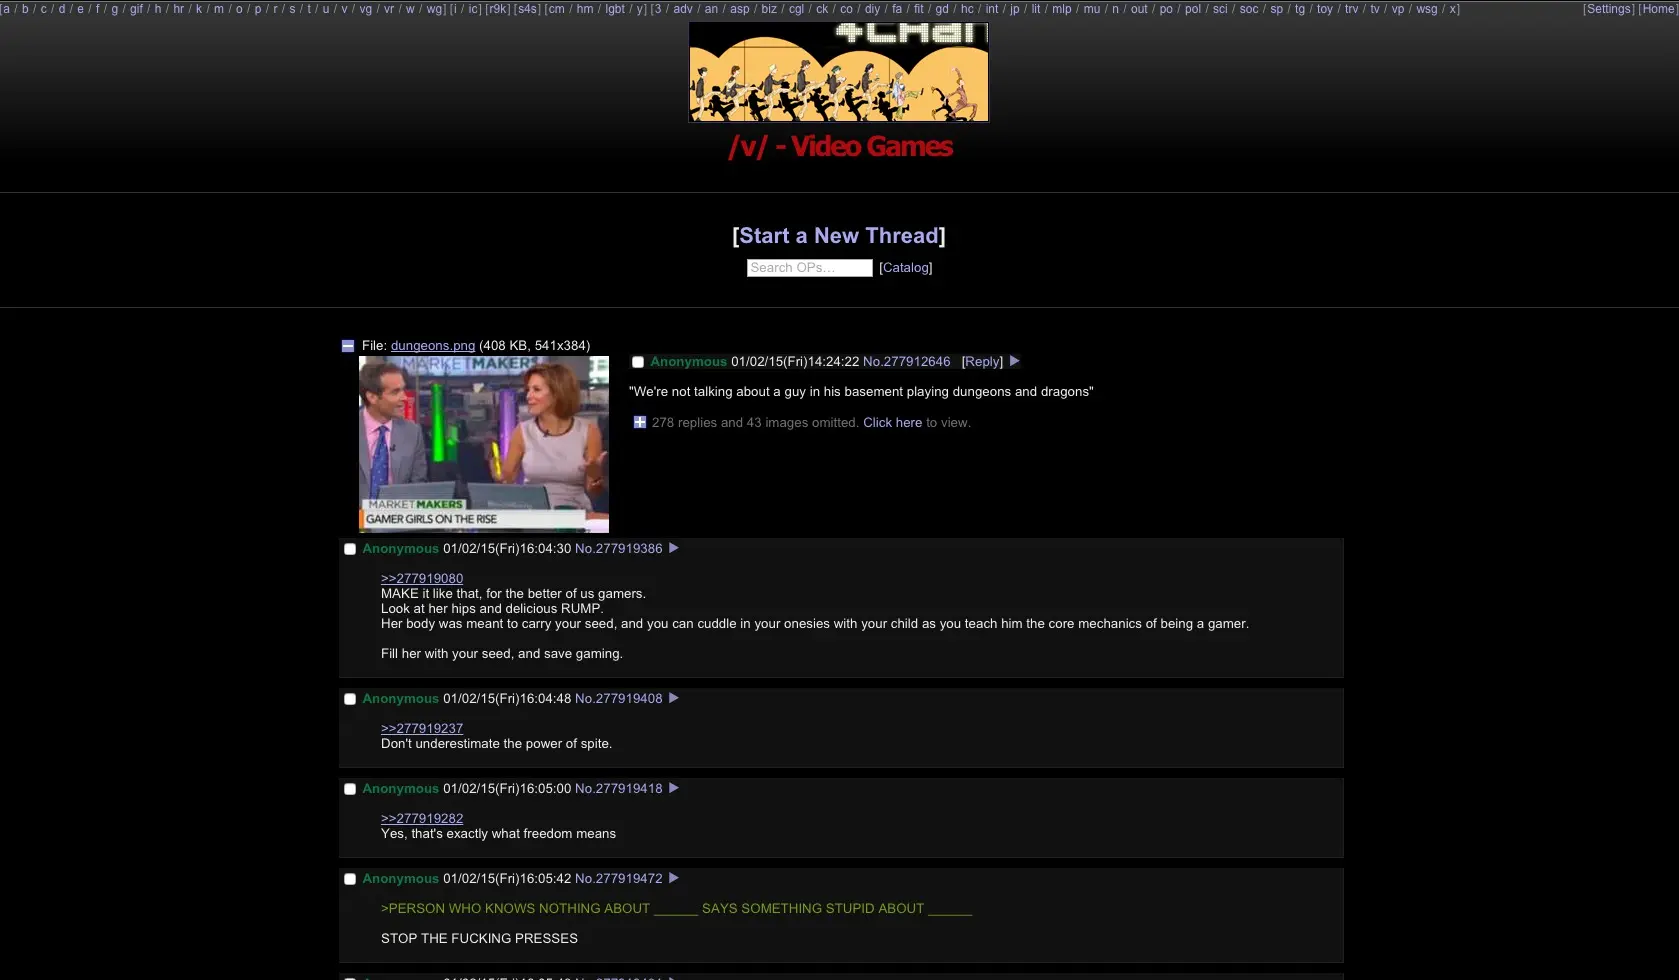 [a / b / c / d / e / f / g / gif / h / hr / k / m / o / p / r / s / t / u / v / vg / vr / w / wg] [i / ic] [r9k] [s4s] [cm / hm / lgbt / y] [3 / adv / an / asp / biz / cgl / ck / co / diy / fa / fit / gd / hc / int / jp / lit / mlp / mu / n / out / po / pol / sci / soc / sp / tg / toy / trv / tv / vp / wsg / x] [Settings] [Home]
4chan
/v/ - Video Games
[Start a New Thread]
Search OPs… [Catalog]
File: dungeons.png (408 KB, 541x384)
MARKETMAKERS
MARKETMAKERS
GAMER GIRLS ON THE RISE
Anonymous 01/02/15(Fri)14:24:22 No.277912646 [Reply] ▶
"We're not talking about a guy in his basement playing dungeons and dragons"
278 replies and 43 images omitted. Click here to view.
Anonymous 01/02/15(Fri)16:04:30 No.277919386 ▶
>>277919080
MAKE it like that, for the better of us gamers.
Look at her hips and delicious RUMP.
Her body was meant to carry your seed, and you can cuddle in your onesies with your child as you teach him the core mechanics of being a gamer.
Fill her with your seed, and save gaming.
Anonymous 01/02/15(Fri)16:04:48 No.277919408 ▶
>>277919237
Don't underestimate the power of spite.
Anonymous 01/02/15(Fri)16:05:00 No.277919418 ▶
>>277919282
Yes, that's exactly what freedom means
Anonymous 01/02/15(Fri)16:05:42 No.277919472 ▶
>PERSON WHO KNOWS NOTHING ABOUT ______ SAYS SOMETHING STUPID ABOUT ______
STOP THE FUCKING PRESSES